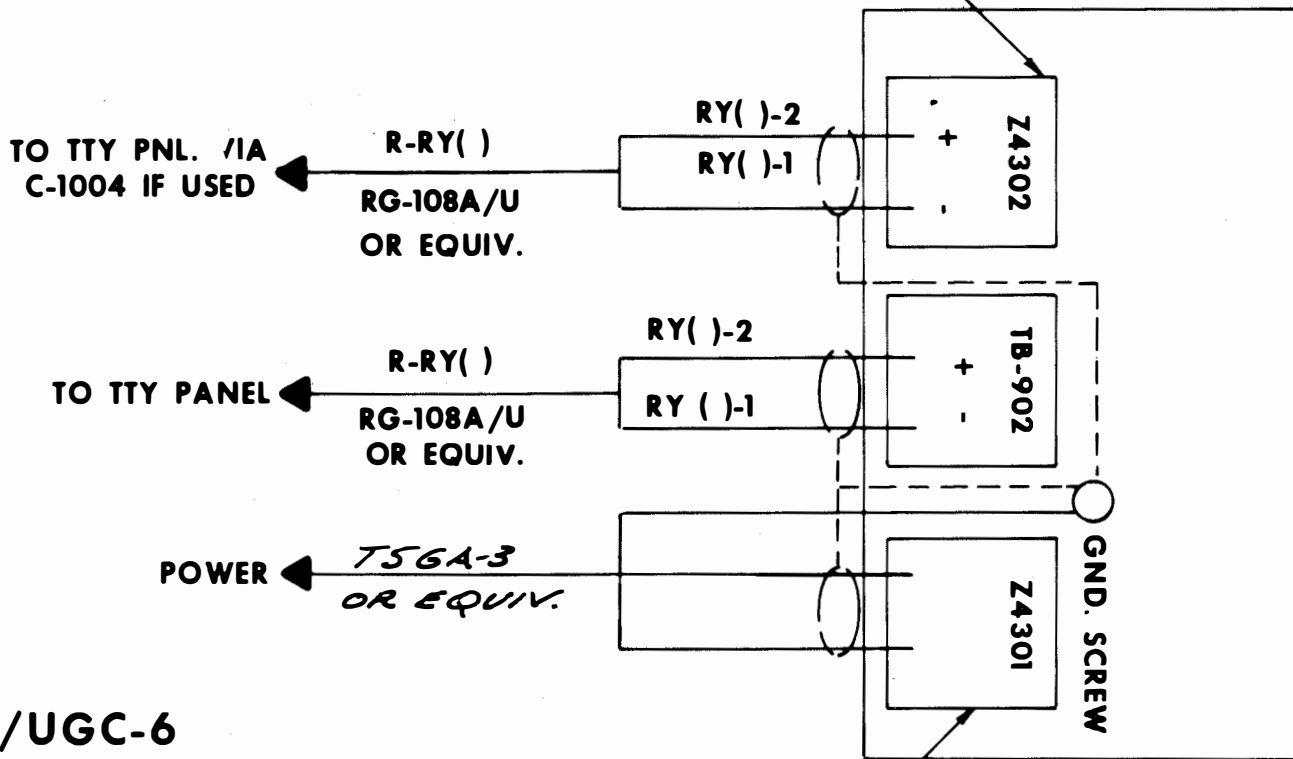 TO TTY PNL. VIA
C-1004 IF USED
R-RY( )
RG-108A/U
OR EQUIV.
RY( )-2
RY( )-1
+
-
Z4302
TO TTY PANEL
R-RY( )
RG-108A/U
OR EQUIV.
RY( )-2
RY ( )-1
+
-
TB-902
POWER
TSGA-3
OR EQUIV.
Z4301
GND. SCREW
/UGC-6